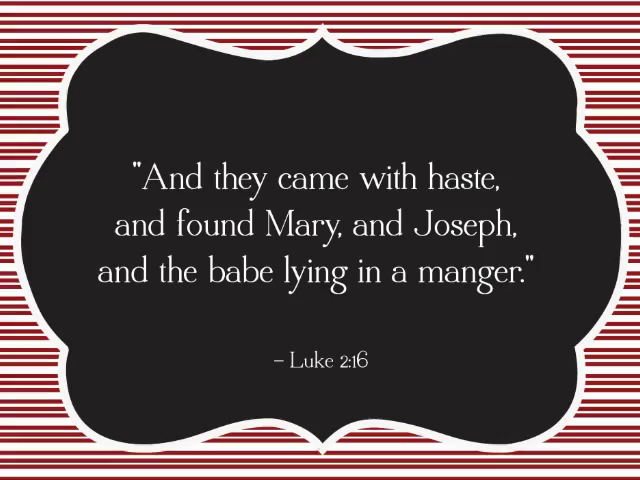 "And they came with haste,
and found Mary, and Joseph,
and the babe lying in a manger."
– Luke 2:16